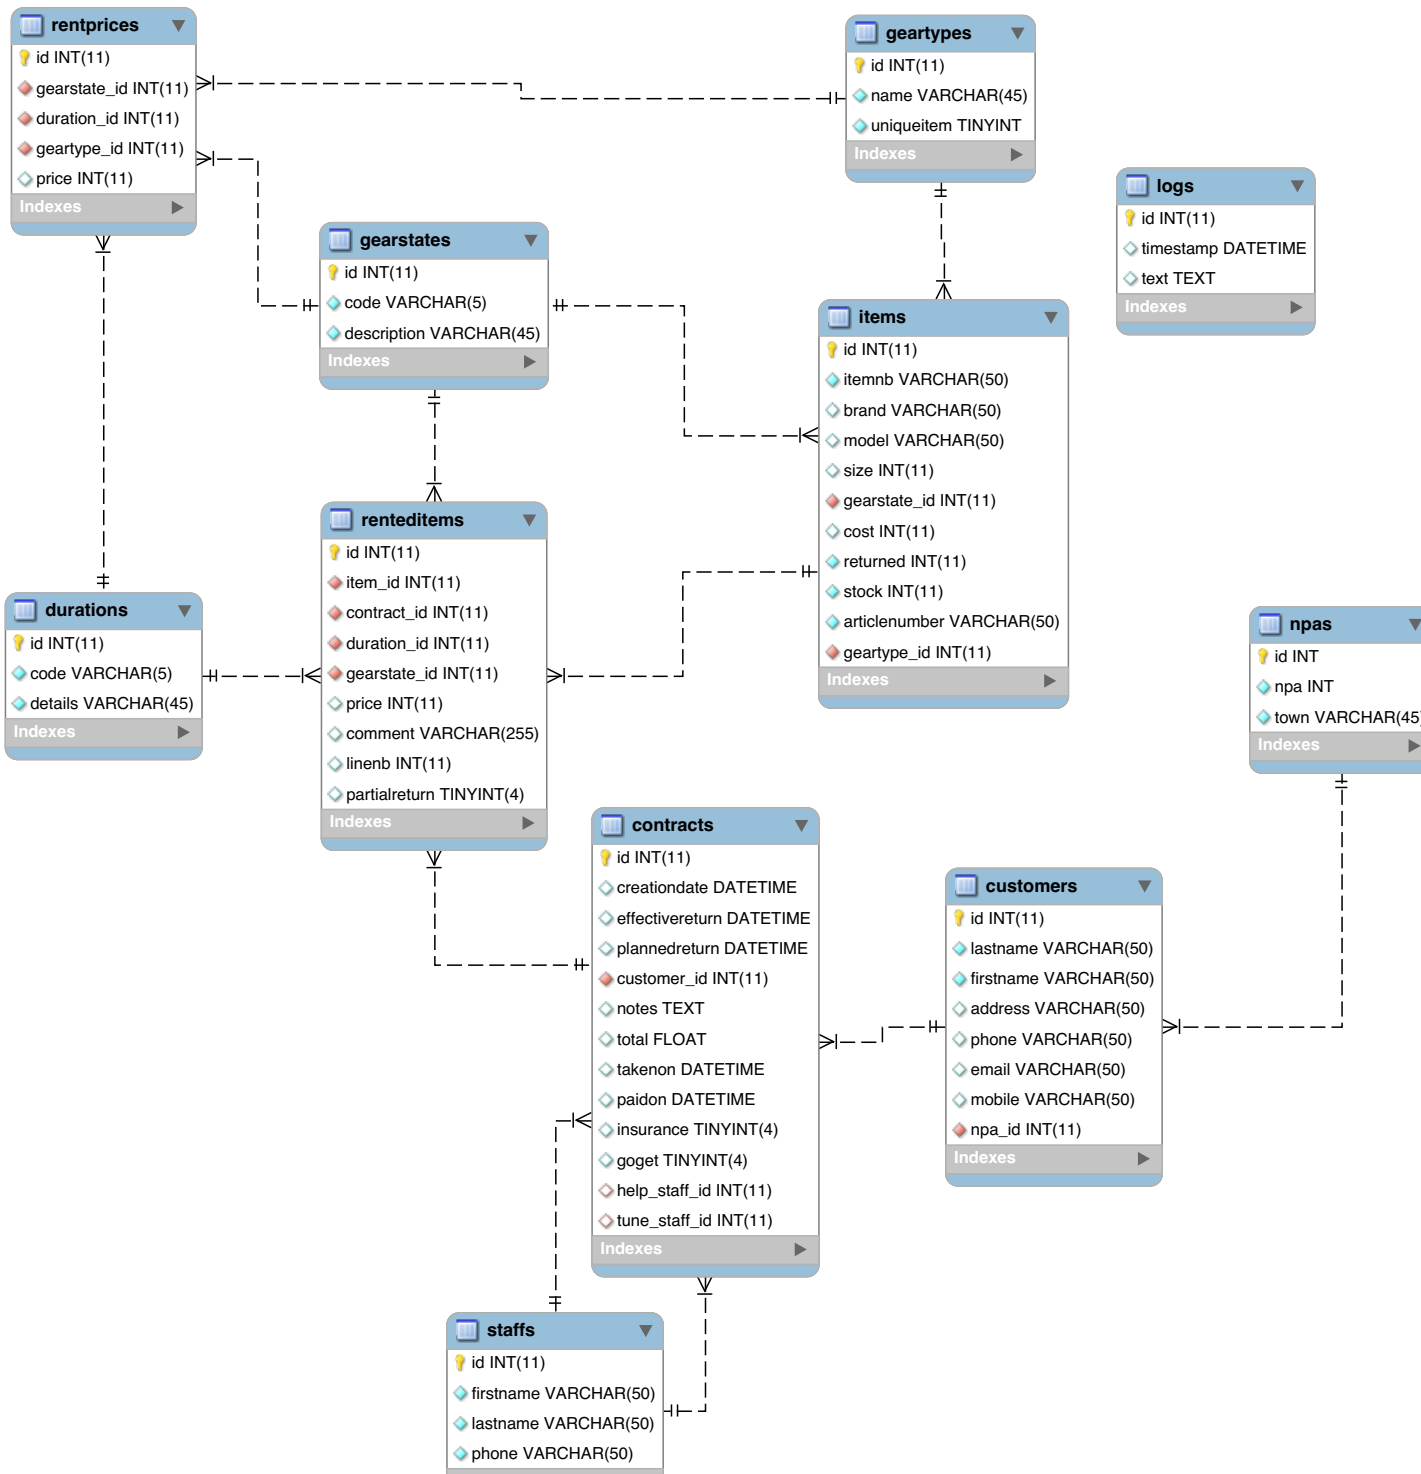 rentprices
id INT(11)
gearstate_id INT(11)
duration_id INT(11)
geartype_id INT(11)
price INT(11)
Indexes
geartypes
id INT(11)
name VARCHAR(45)
uniqueitem TINYINT
Indexes
logs
id INT(11)
timestamp DATETIME
text TEXT
Indexes
gearstates
id INT(11)
code VARCHAR(5)
description VARCHAR(45)
Indexes
items
id INT(11)
itemnb VARCHAR(50)
brand VARCHAR(50)
model VARCHAR(50)
size INT(11)
gearstate_id INT(11)
cost INT(11)
returned INT(11)
stock INT(11)
articlenumber VARCHAR(50)
geartype_id INT(11)
Indexes
renteditems
id INT(11)
item_id INT(11)
contract_id INT(11)
duration_id INT(11)
gearstate_id INT(11)
price INT(11)
comment VARCHAR(255)
linenb INT(11)
partialreturn TINYINT(4)
Indexes
durations
id INT(11)
code VARCHAR(5)
details VARCHAR(45)
Indexes
npas
id INT
npa INT
town VARCHAR(45)
Indexes
contracts
id INT(11)
creationdate DATETIME
effectivereturn DATETIME
plannedreturn DATETIME
customer_id INT(11)
notes TEXT
total FLOAT
takenon DATETIME
paidon DATETIME
insurance TINYINT(4)
goget TINYINT(4)
help_staff_id INT(11)
tune_staff_id INT(11)
Indexes
customers
id INT(11)
lastname VARCHAR(50)
firstname VARCHAR(50)
address VARCHAR(50)
phone VARCHAR(50)
email VARCHAR(50)
mobile VARCHAR(50)
npa_id INT(11)
Indexes
staffs
id INT(11)
firstname VARCHAR(50)
lastname VARCHAR(50)
phone VARCHAR(50)